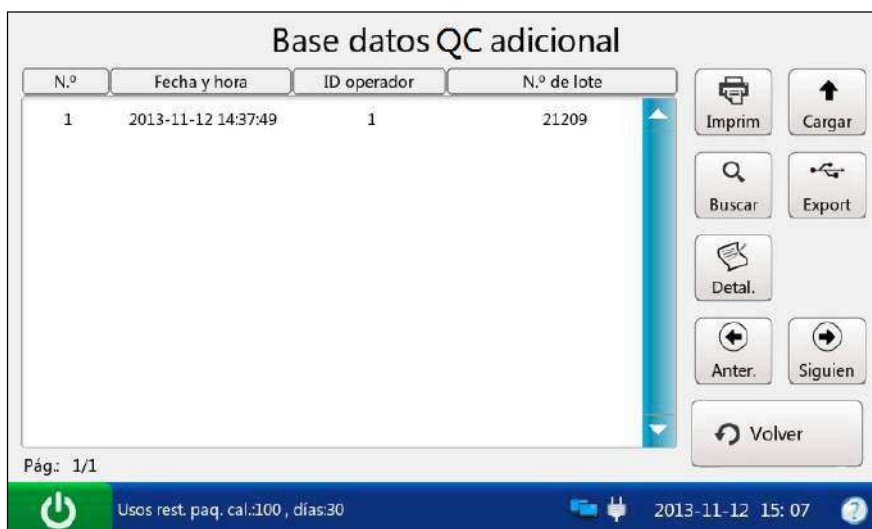 Base datos QC adicional
N.º Fecha y hora ID operador N.º de lote
1 2013-11-12 14:37:49 1 21209
Imprim Cargar
Buscar Export
Detal.
Anter. Siguien
Volver
Pág.: 1/1
Usos rest. paq. cal.:100 , días:30 2013-11-12 15: 07 ?